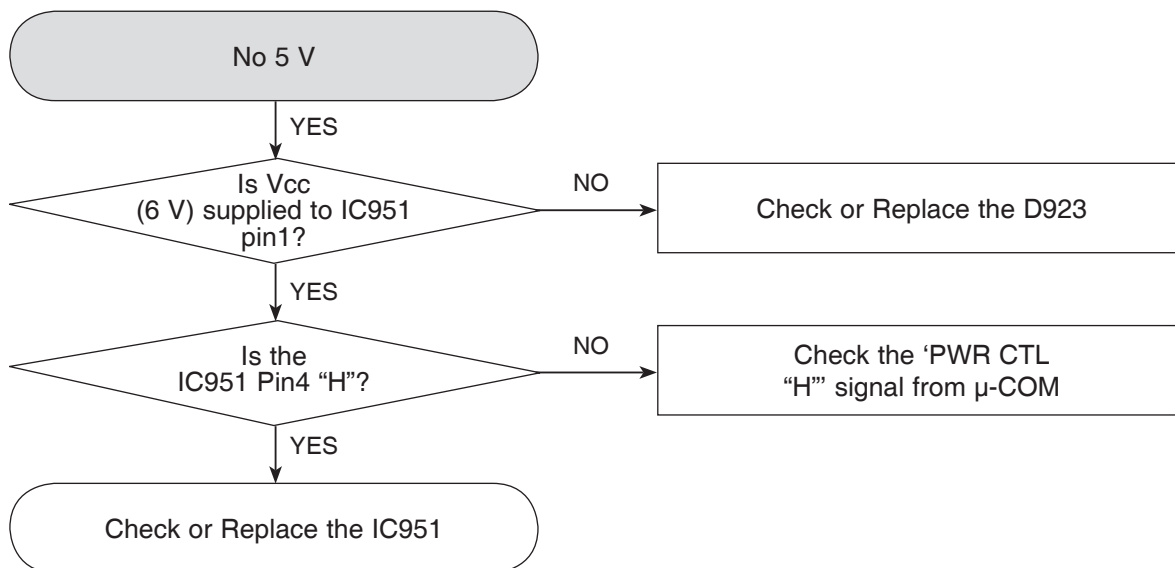 No 5 V
YES
Is Vcc
(6 V) supplied to IC951
pin1?
NO
Check or Replace the D923
YES
Is the
IC951 Pin4 “H”?
NO
Check the ‘PWR CTL
“H”’ signal from µ-COM
YES
Check or Replace the IC951